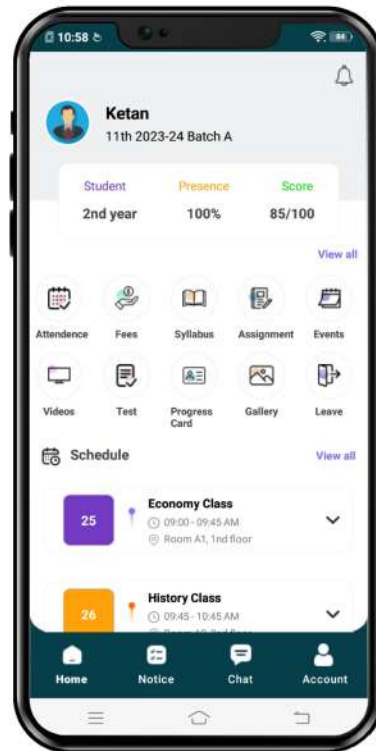 10:58
84
Ketan
11th 2023-24 Batch A
Student Presence Score
2nd year 100% 85/100
View all
Attendence Fees Syllabus Assignment Events
Videos Test Progress Card Gallery Leave
Schedule View all
25
Economy Class
09:00 - 09:45 AM
Room A1, 1nd floor
26
History Class
09:45 - 10:45 AM
Home Notice Chat Account